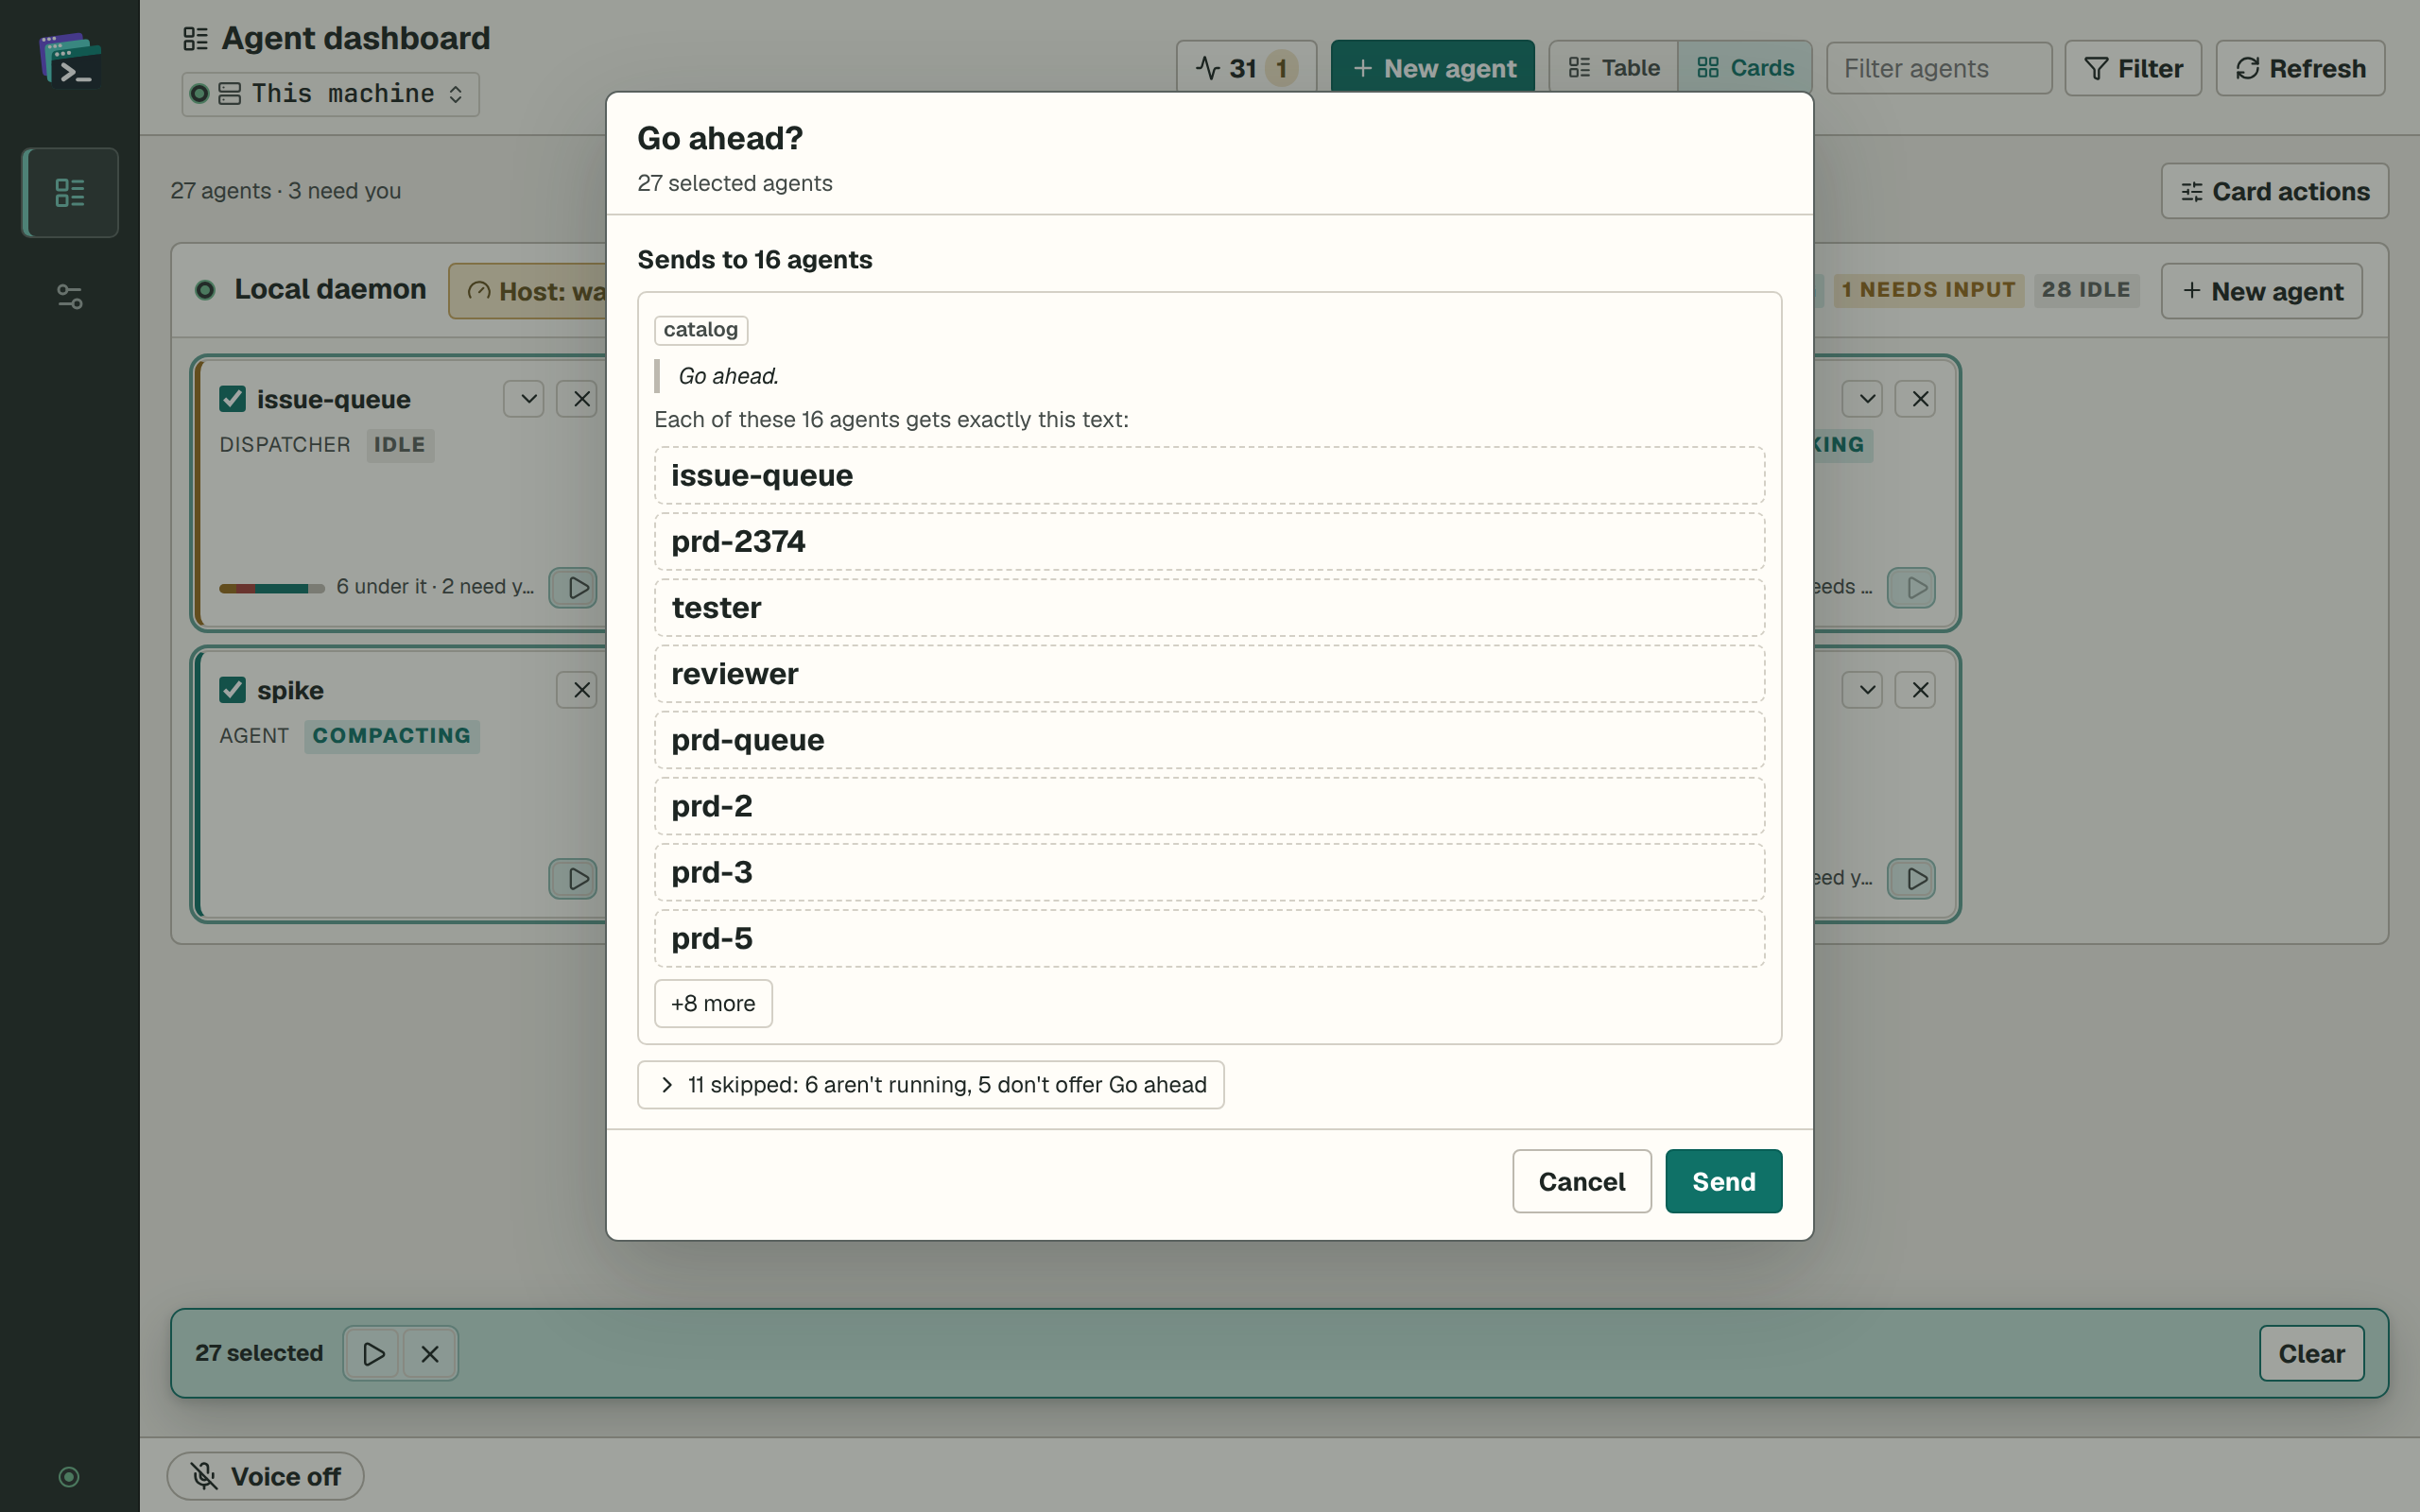 Agent dashboard
This machine
31 1
New agent
Table
Cards
Filter agents
Filter
Refresh
27 agents · 3 need you
Card actions
Local daemon
Host: wa
1 NEEDS INPUT
28 IDLE
New agent
issue-queue
DISPATCHER IDLE
6 under it · 2 need y…
spike
AGENT COMPACTING
KING
eeds …
eed y…
Go ahead?
27 selected agents
Sends to 16 agents
catalog
Go ahead.
Each of these 16 agents gets exactly this text:
issue-queue
prd-2374
tester
reviewer
prd-queue
prd-2
prd-3
prd-5
+8 more
11 skipped: 6 aren't running, 5 don't offer Go ahead
Cancel
Send
27 selected
Clear
Voice off